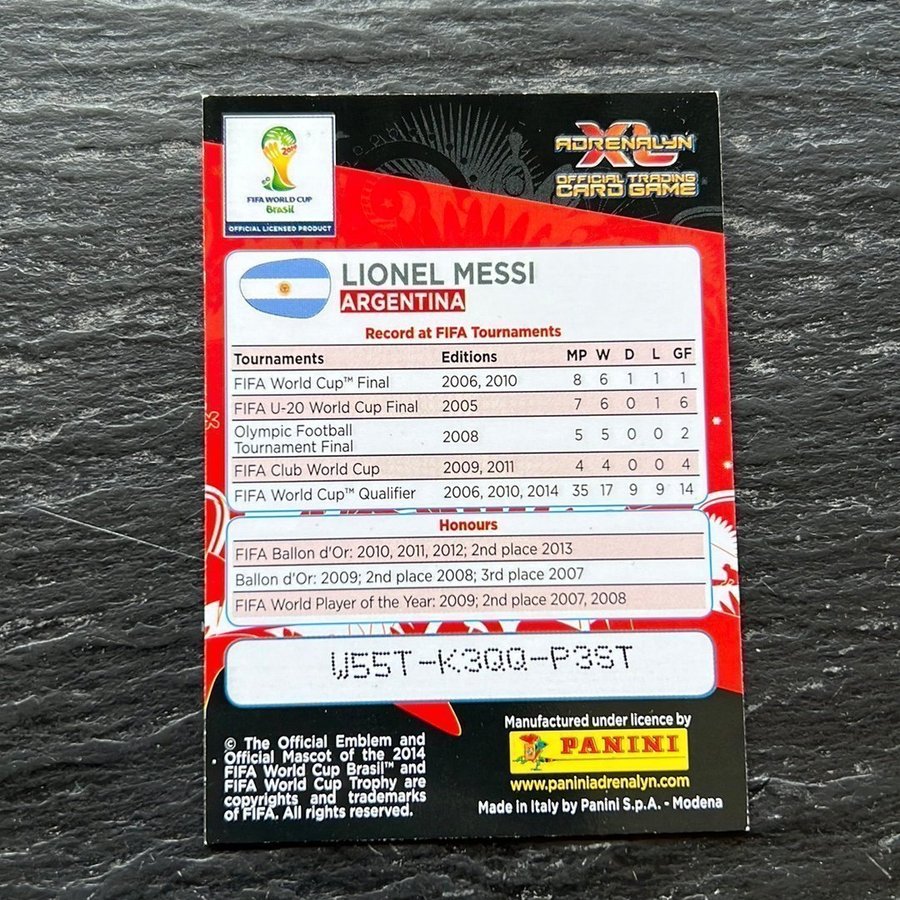 FIFA WORLD CUP
Brasil
OFFICIAL LICENSED PRODUCT
ADRENALYN XL
OFFICIAL TRADING
CARD GAME
LIONEL MESSI
ARGENTINA
Record at FIFA Tournaments
Tournaments Editions MP W D L GF
FIFA World Cup™ Final 2006, 2010 8 6 1 1 1
FIFA U-20 World Cup Final 2005 7 6 0 1 6
Olympic Football
Tournament Final 2008 5 5 0 0 2
FIFA Club World Cup 2009, 2011 4 4 0 0 4
FIFA World Cup™ Qualifier 2006, 2010, 2014 35 17 9 9 14
Honours
FIFA Ballon d'Or: 2010, 2011, 2012; 2nd place 2013
Ballon d'Or: 2009; 2nd place 2008; 3rd place 2007
FIFA World Player of the Year: 2009; 2nd place 2007, 2008
W55T-K3QQ-P3ST
© The Official Emblem and
Official Mascot of the 2014
FIFA World Cup Brasil™ and
FIFA World Cup Trophy are
copyrights and trademarks
of FIFA. All rights reserved.
Manufactured under licence by
PANINI
www.paniniadrenalyn.com
Made in Italy by Panini S.p.A. - Modena